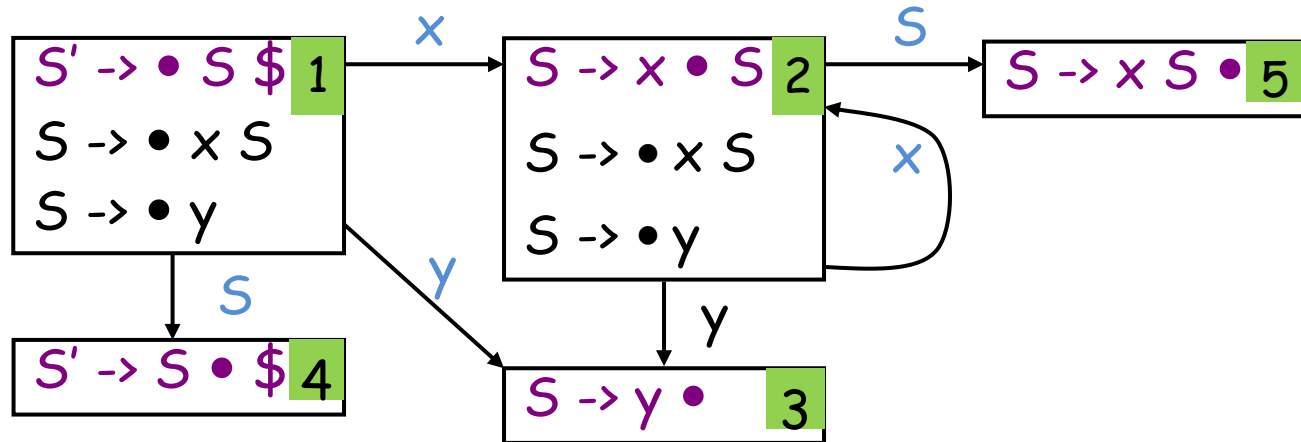 x
S
S' -> • S $ 1
S -> • x S
S -> • y
S -> x • S 2
S -> • x S
S -> • y
x
S -> x S • 5
S
y
y
S' -> S • $ 4
S -> y • 3